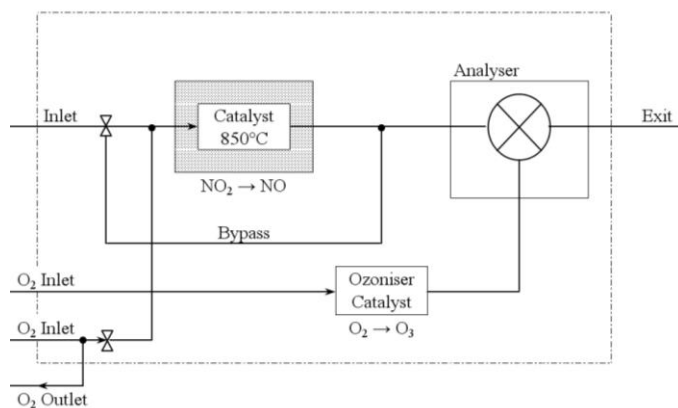 Analyser
Inlet
Catalyst
850°C
Exit
NO₂ → NO
Bypass
O₂ Inlet
Ozoniser
Catalyst
O₂ Inlet
O₂ → O₃
O₂ Outlet